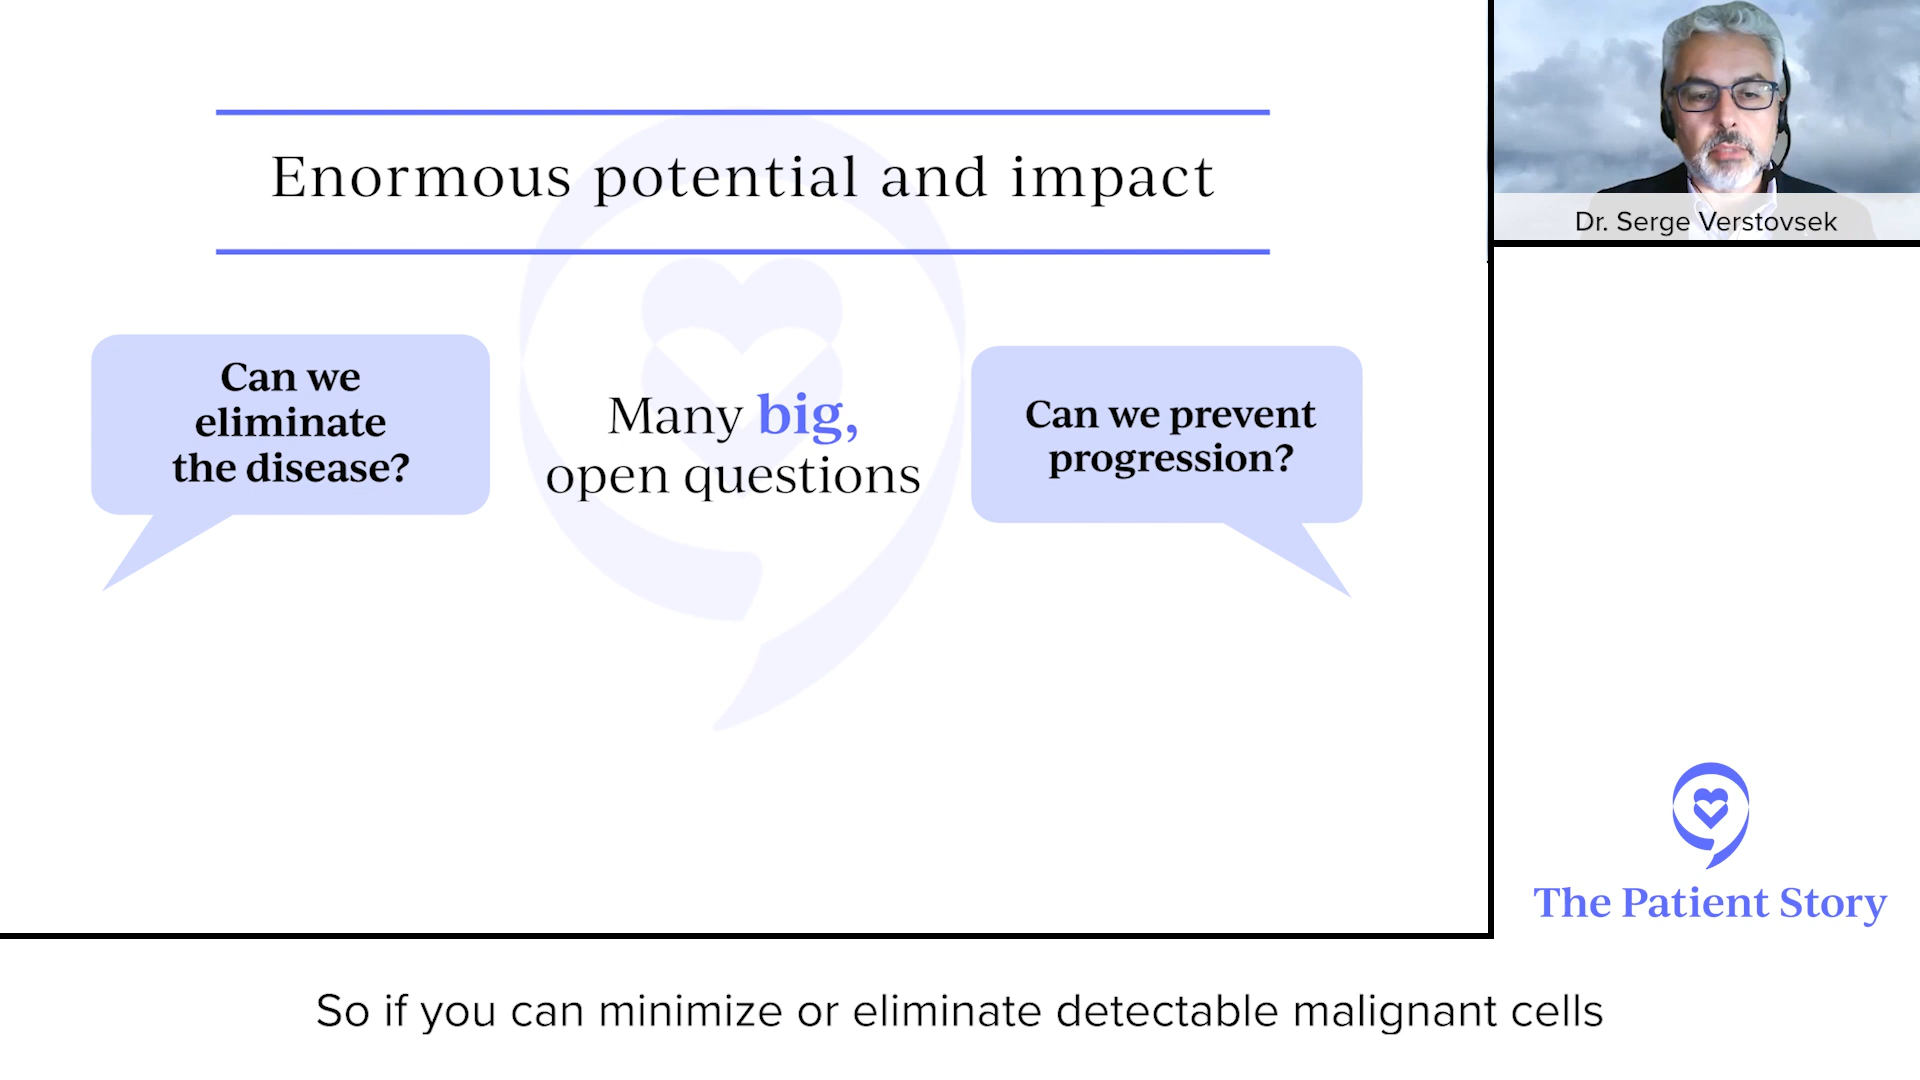 Enormous potential and impact
Can we
eliminate
the disease?
Many big,
open questions
Can we prevent
progression?
Dr. Serge Verstovsek
The Patient Story
So if you can minimize or eliminate detectable malignant cells